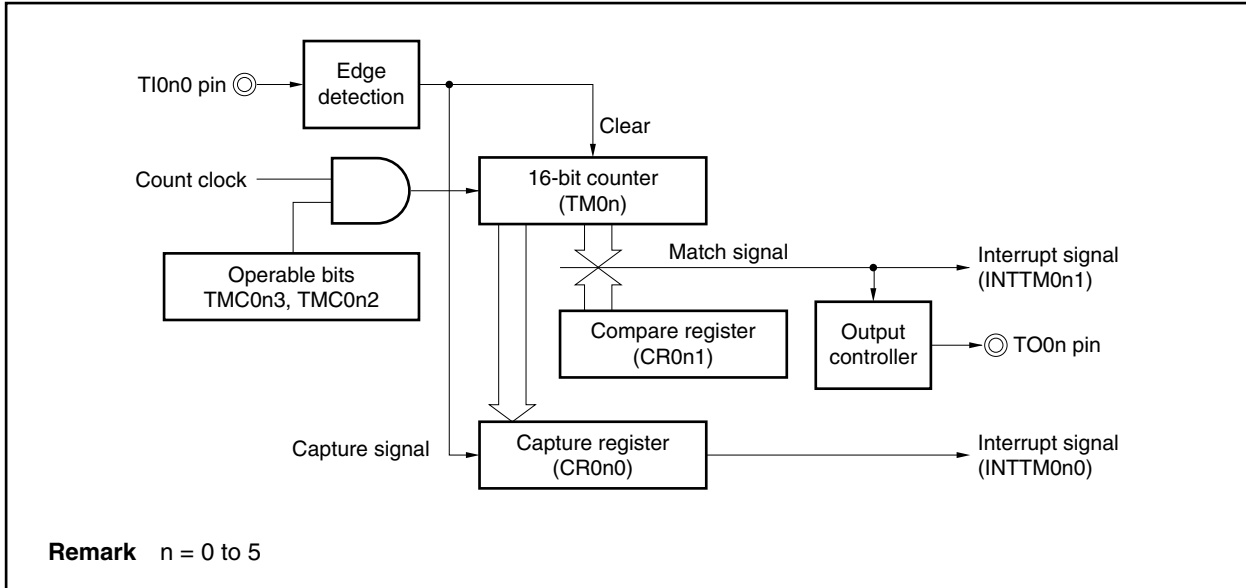 TI0n0 pin
Edge
detection
Clear
Count clock
16-bit counter
(TM0n)
Operable bits
TMC0n3, TMC0n2
Match signal
Interrupt signal
(INTTM0n1)
Compare register
(CR0n1)
Output
controller
TO0n pin
Capture signal
Capture register
(CR0n0)
Interrupt signal
(INTTM0n0)
Remark n = 0 to 5